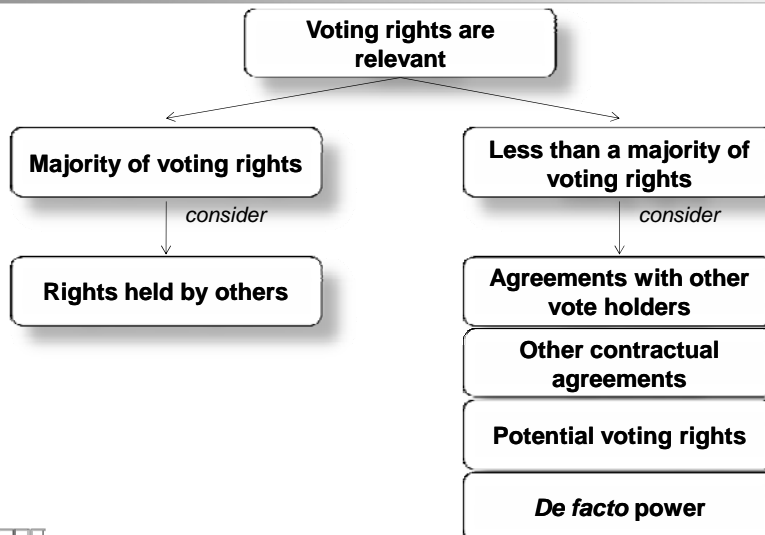 Voting rights are
relevant
Majority of voting rights
Less than a majority of
voting rights
consider
consider
Rights held by others
Agreements with other
vote holders
Other contractual
agreements
Potential voting rights
De facto power